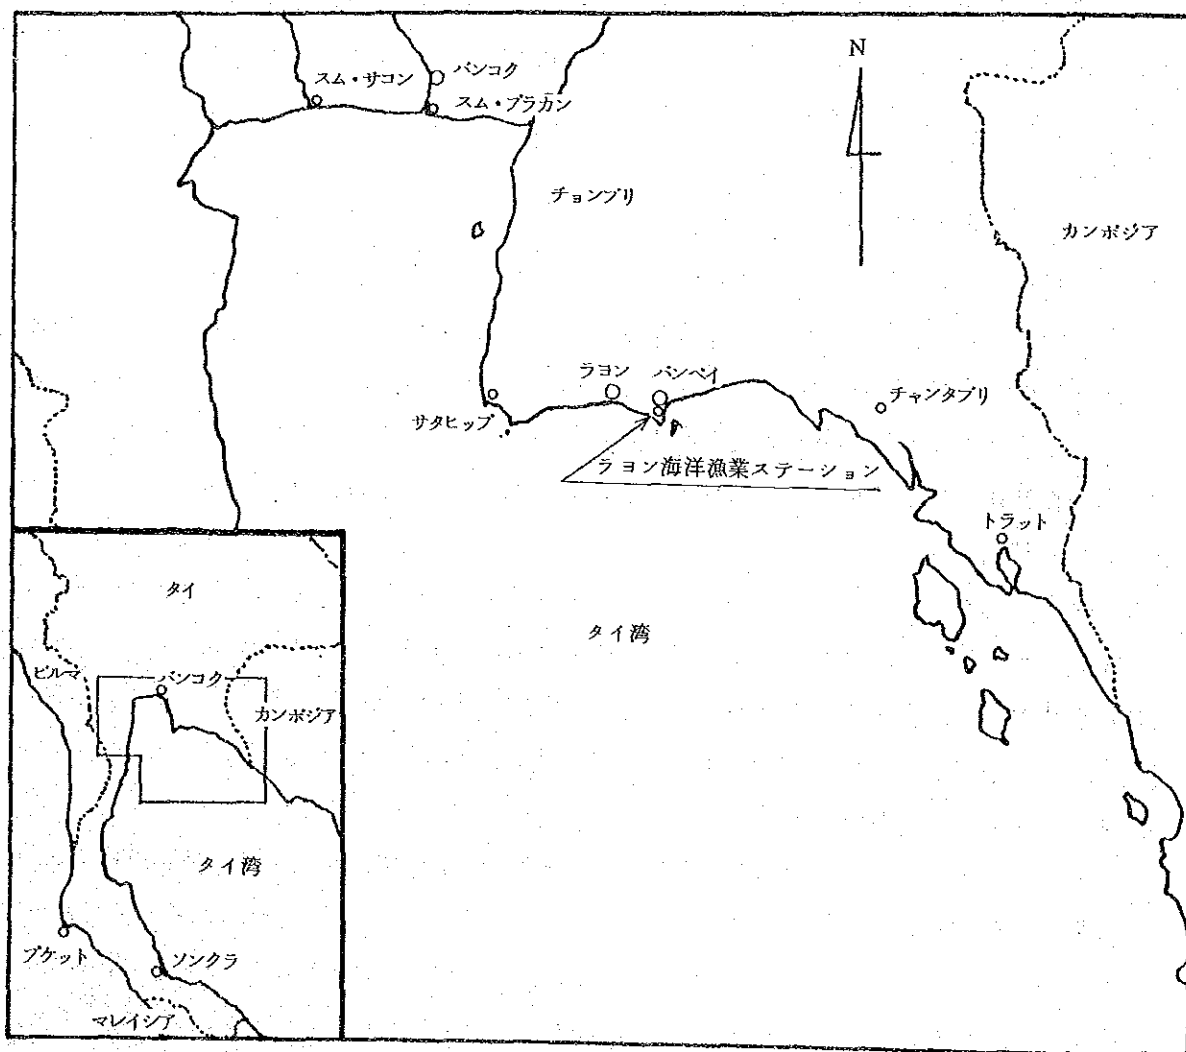 N
スム・サコン
バンコク
スム・プラカン
チョンブリ
カンボジア
ラヨン
バンペイ
サタヒップ
チャンタブリ
ラヨン海洋漁業ステーション
トラット
タイ湾
タイ
ビルマ
バンコク
カンボジア
タイ湾
プケット
ソンクラ
マレイシア